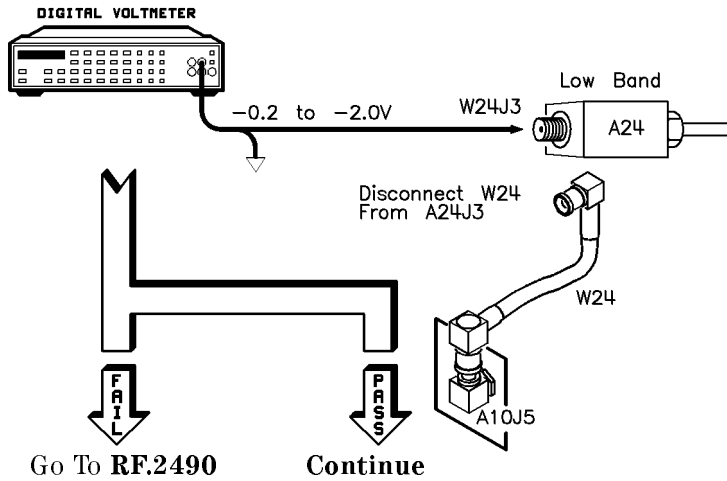 DIGITAL VOLTMETER
Low Band
-0.2 to -2.0V
W24J3
A24
Disconnect W24
From A24J3
W24
A10J5
FAIL
PASS
Go To RF.2490
Continue